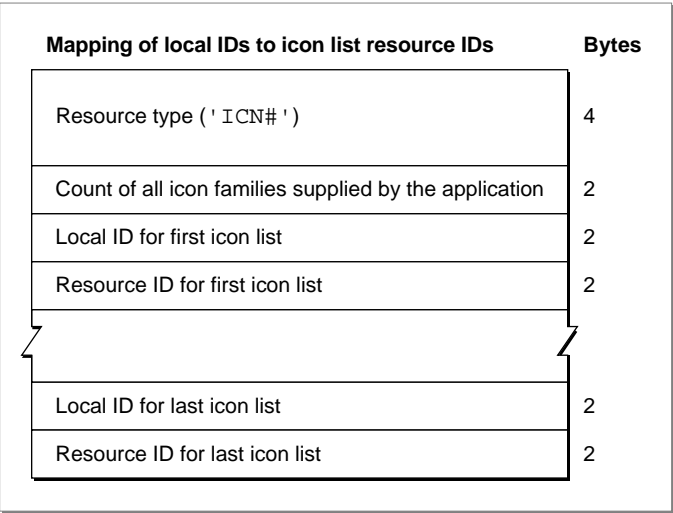 Mapping of local IDs to icon list resource IDs Bytes
Resource type ('ICN#') 4
Count of all icon families supplied by the application 2
Local ID for first icon list 2
Resource ID for first icon list 2
Local ID for last icon list 2
Resource ID for last icon list 2